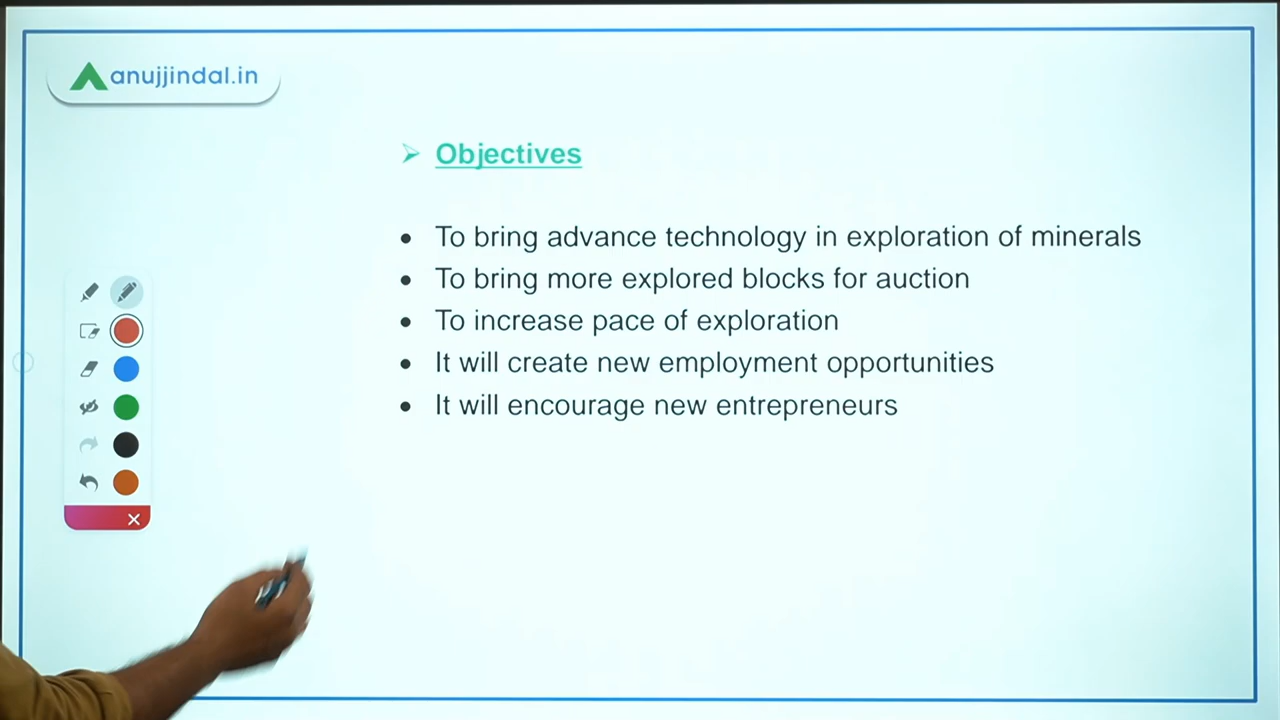 anujjindal.in
Objectives
To bring advance technology in exploration of minerals
To bring more explored blocks for auction
To increase pace of exploration
It will create new employment opportunities
It will encourage new entrepreneurs